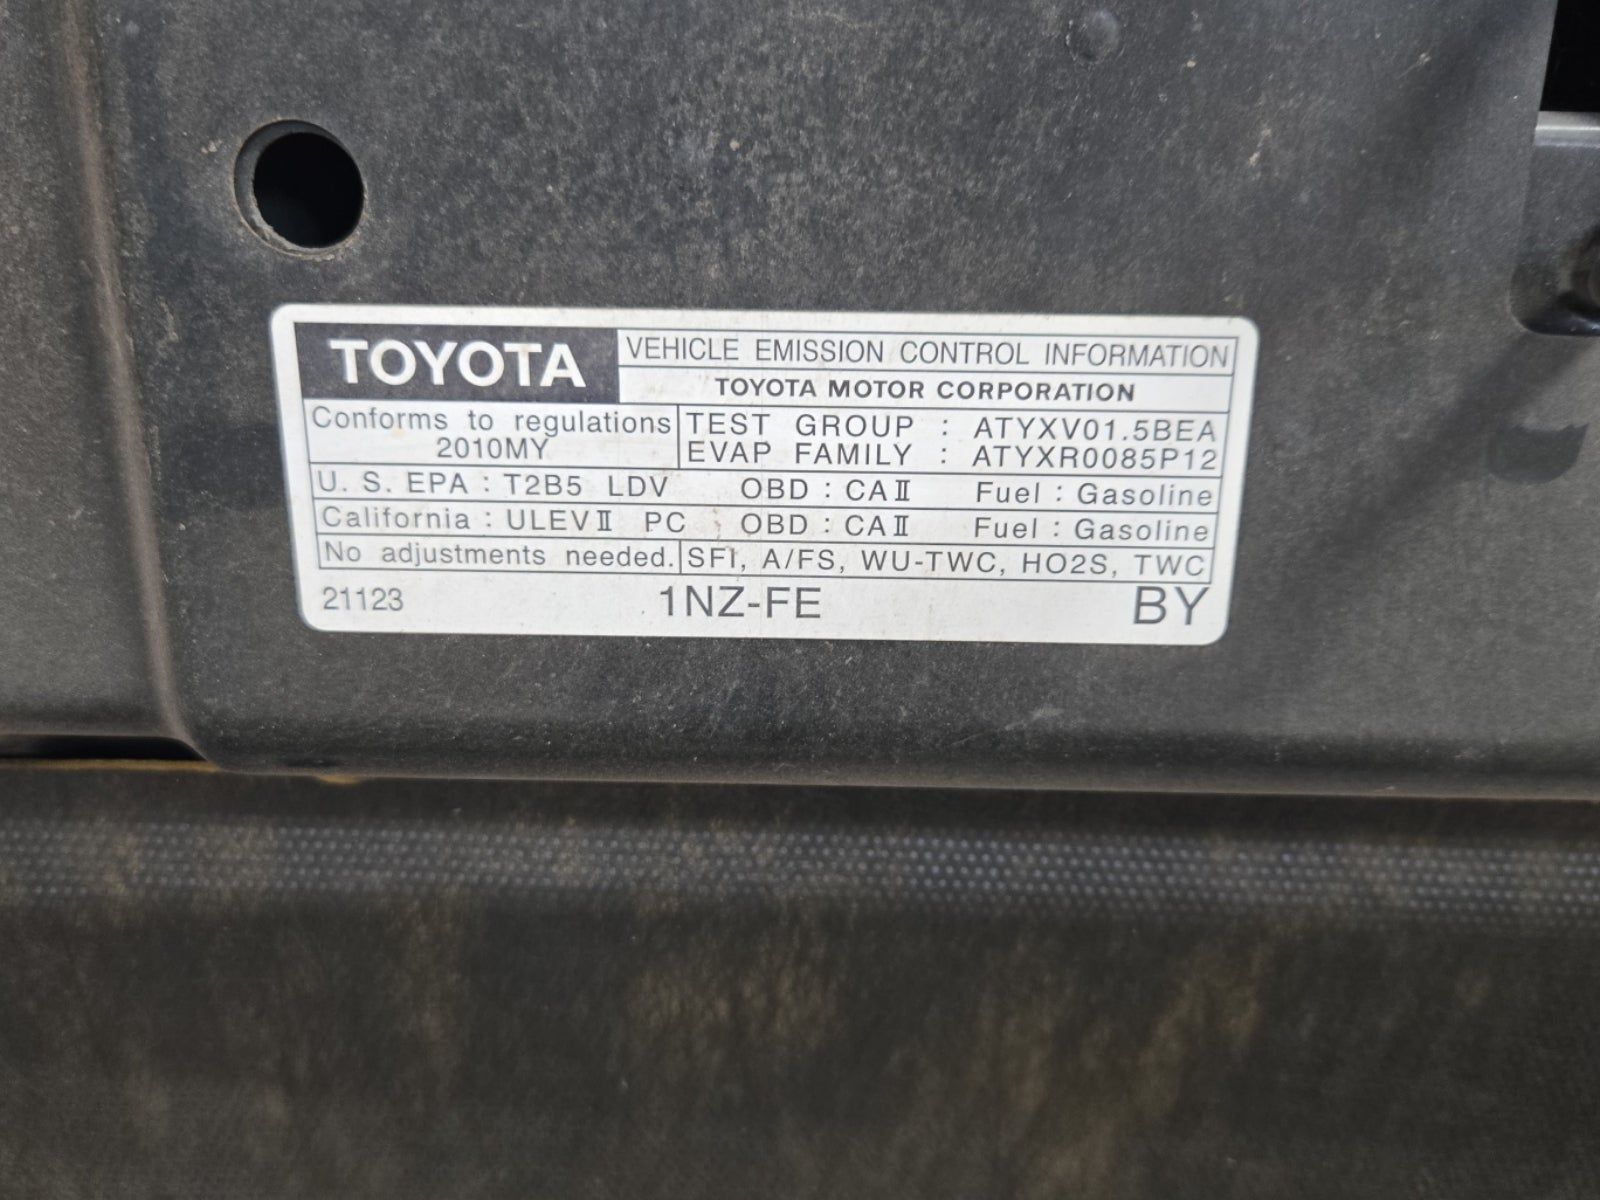 TOYOTA
VEHICLE EMISSION CONTROL INFORMATION
TOYOTA MOTOR CORPORATION
Conforms to regulations
2010MY
TEST GROUP : ATYXV01.5BEA
EVAP FAMILY : ATYXR0085P12
U. S. EPA : T2B5 LDV OBD : CAⅡ Fuel : Gasoline
California : ULEVⅡ PC OBD : CAⅡ Fuel : Gasoline
No adjustments needed. SFI, A/FS, WU-TWC, HO2S, TWC
21123 1NZ-FE BY